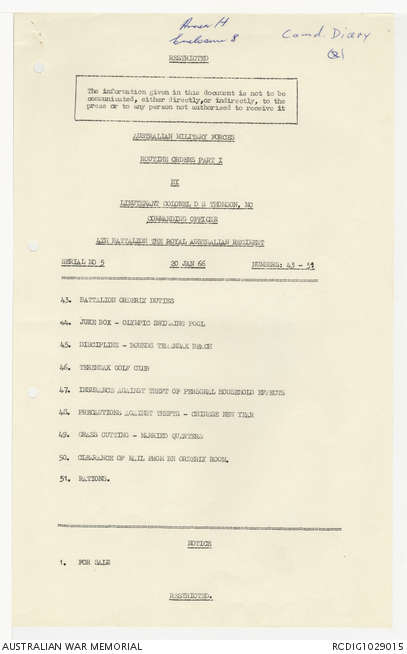 Annex H
Enclosure 8
Comd. Diary
RESTRICTED
The information given in this document is not to be
communicated, either directly, or indirectly, to the
press or to any person not authorised to receive it
AUSTRALIAN MILITARY FORCES
ROUTINE ORDERS PART I
BY
LIEUTENANT COLONEL D S THOMSON, MC
COMMANDING OFFICER
4TH BATTALION THE ROYAL AUSTRALIAN REGIMENT
SERIAL NO 5 20 JAN 66 NUMBERS: 43 - 51
43. BATTALION ORDERLY DUTIES
44. JUKE BOX - OLYMPIC SWIMMING POOL
45. DISCIPLINE - BOUNDS TERENDAK BEACH
46. TERENDAK GOLF CLUB
47. INSURANCE AGAINST THEFT OF PERSONAL HOUSEHOLD EFFECTS
48. PRECAUTIONS AGAINST THEFTS - CHINESE NEW YEAR
49. GRASS CUTTING - MARRIED QUARTERS
50. CLEARANCE OF MAIL FROM BN ORDERLY ROOM.
51. RATIONS.
NOTICE
1. FOR SALE
RESTRICTED.
AUSTRALIAN WAR MEMORIAL RCDIG1029015